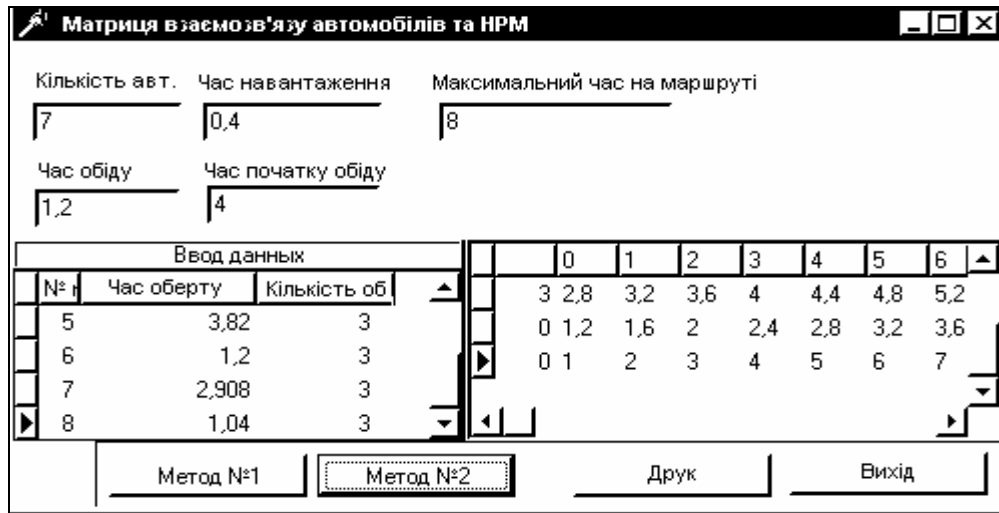 Матриця взаємозв'язу автомобілів та НРМ
Кількість авт. Час навантаження Максимальний час на маршруті
7 0,4 8
Час обіду Час початку обіду
1,2 4
Ввод данных
№ Час оберту Кількість об
5 3,82 3
6 1,2 3
7 2,908 3
8 1,04 3
0 1 2 3 4 5 6
3 2,8 3,2 3,6 4 4,4 4,8 5,2
0 1,2 1,6 2 2,4 2,8 3,2 3,6
0 1 2 3 4 5 6 7
Метод №1 Метод №2 Друк Вихід